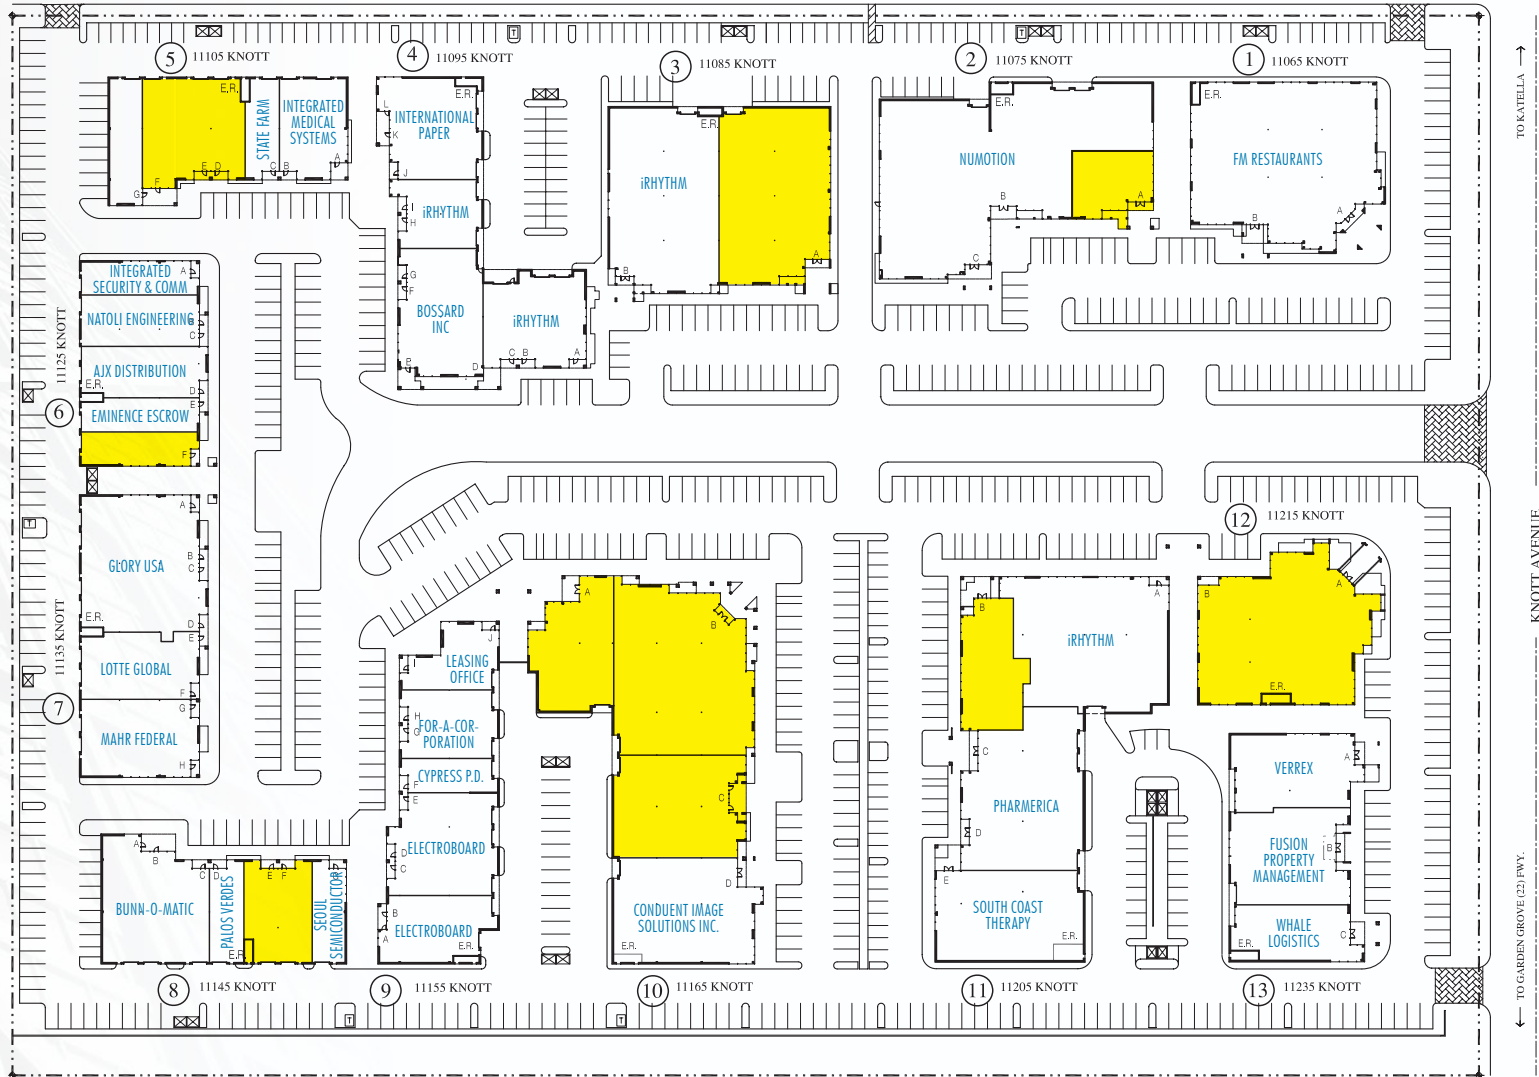 5
11105 KNOTT
4
11095 KNOTT
3
11085 KNOTT
2
11075 KNOTT
1
11065 KNOTT
TO KATELLA
E.R.
STATE FARM
INTEGRATED
MEDICAL
SYSTEMS
A
B
C
D
E
F
G
E.R.
INTERNATIONAL
PAPER
L
K
J
iRHYTHM
I
H
G
F
BOSSARD
INC
E
D
iRHYTHM
C
B
A
E.R.
iRHYTHM
B
A
E.R.
NUMOTION
B
A
C
E.R.
FM RESTAURANTS
B
A
11125 KNOTT
6
INTEGRATED
SECURITY & COMM
A
NATOLI ENGINEERING
B
C
AJX DISTRIBUTION
E.R.
D
E
EMINENCE ESCROW
F
11135 KNOTT
7
A
GLORY USA
B
C
E.R.
D
E
LOTTE GLOBAL
F
G
MAHR FEDERAL
H
A
B
C
D
E
F
BUNN-O-MATIC
PALOS VERDES
E.R.
SEOUL
SEMICONDUCTOR
8
11145 KNOTT
J
I
LEASING
OFFICE
H
G
FOR-A-COR-
PORATION
CYPRESS P.D.
F
E
ELECTROBOARD
D
C
B
A
ELECTROBOARD
E.R.
9
11155 KNOTT
A
B
C
D
CONDUENT IMAGE
SOLUTIONS INC.
E.R.
10
11165 KNOTT
B
A
iRHYTHM
C
PHARMERICA
D
E
SOUTH COAST
THERAPY
E.R.
11
11205 KNOTT
12
11215 KNOTT
B
A
E.R.
VERREX
A
FUSION
PROPERTY
MANAGEMENT
B
WHALE
LOGISTICS
C
E.R.
13
11235 KNOTT
KNOTT AVENUE
TO GARDEN GROVE (22) FWY.